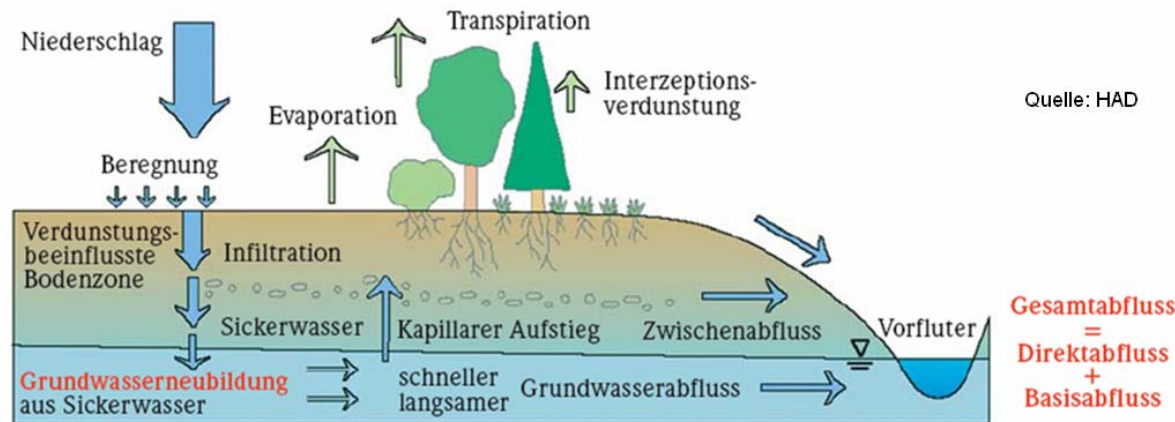 Niederschlag
Transpiration
Interzeptions-
verdunstung
Quelle: HAD
Evaporation
Beregnung
Verdunstungs-
beeinflusste
Bodenzone
Infiltration
Sickerwasser
Kapillarer Aufstieg
Zwischenabfluss
Vorfluter
Grundwasserneubildung
aus Sickerwasser
schneller
langsamer
Grundwasserabfluss
Gesamtabfluss
=
Direktabfluss
+
Basisabfluss